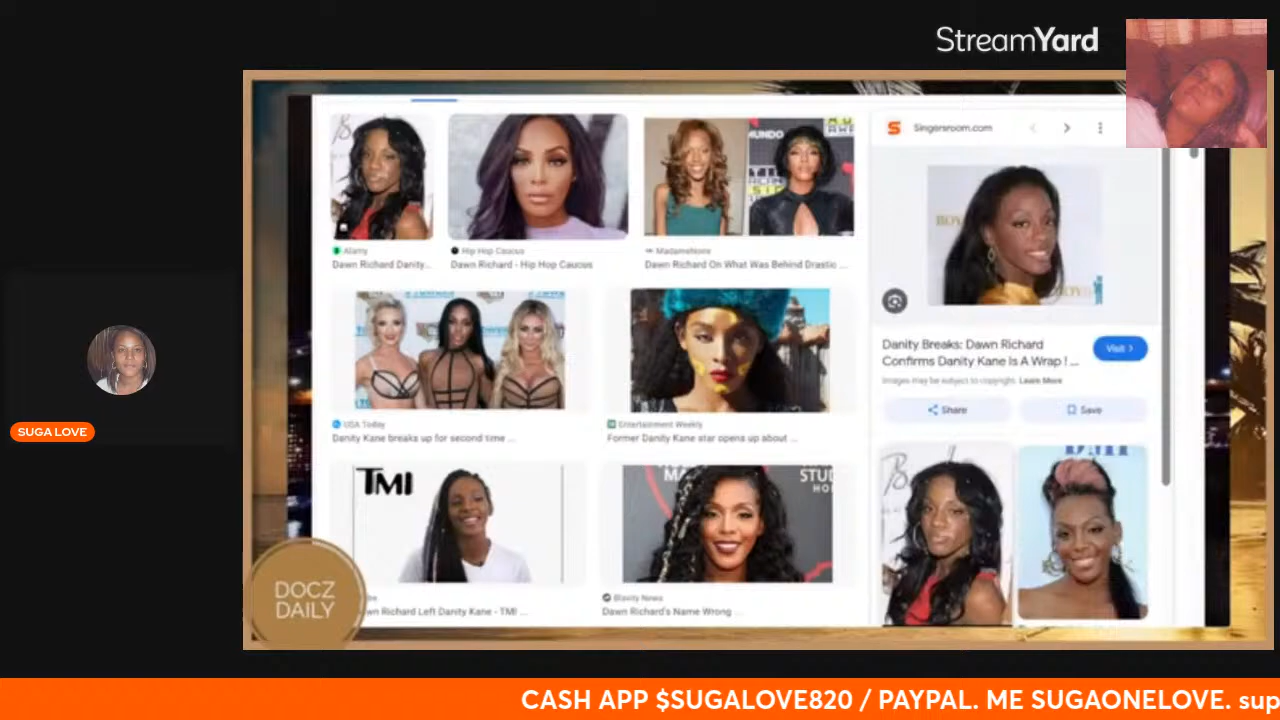 StreamYard
Singersroom.com
Alamy
Dawn Richard Danity...
Hip Hop Caucus
Dawn Richard - Hip Hop Caucus
MadameNoire
Dawn Richard On What Was Behind Drastic ...
Danity Breaks: Dawn Richard
Confirms Danity Kane Is A Wrap ! ...
Visit
Images may be subject to copyright. Learn More
Share
Save
USA Today
Danity Kane breaks up for second time ...
Entertainment Weekly
Former Danity Kane star opens up about ...
SUGA LOVE
TMI
STUD
HO
DOCZ
DAILY
wn Richard Left Danity Kane - TMI ...
Blavity News
Dawn Richard's Name Wrong ...
CASH APP $SUGALOVE820 / PAYPAL. ME SUGAONELOVE. sup